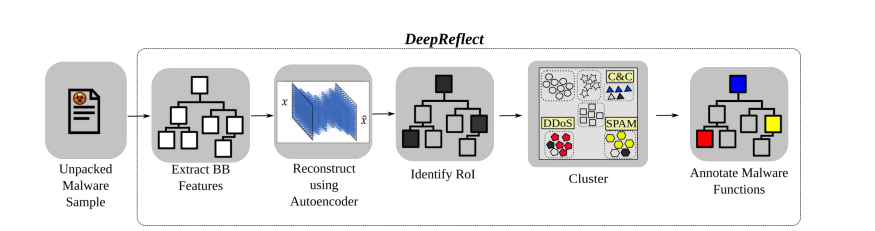 DeepReflect
Unpacked
Malware
Sample
Extract BB
Features
x
x̂
Reconstruct
using
Autoencoder
Identify RoI
C&C
DDoS
SPAM
Cluster
Annotate Malware
Functions